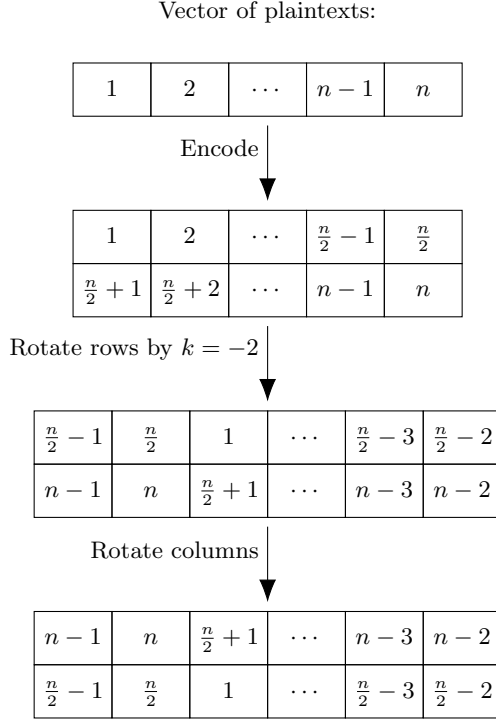 Vector of plaintexts:
1 2 ⋯ n − 1 n
Encode
1 2 ⋯ n/2 − 1 n/2
n/2 + 1 n/2 + 2 ⋯ n − 1 n
Rotate rows by k = −2
n/2 − 1 n/2 1 ⋯ n/2 − 3 n/2 − 2
n − 1 n n/2 + 1 ⋯ n − 3 n − 2
Rotate columns
n − 1 n n/2 + 1 ⋯ n − 3 n − 2
n/2 − 1 n/2 1 ⋯ n/2 − 3 n/2 − 2